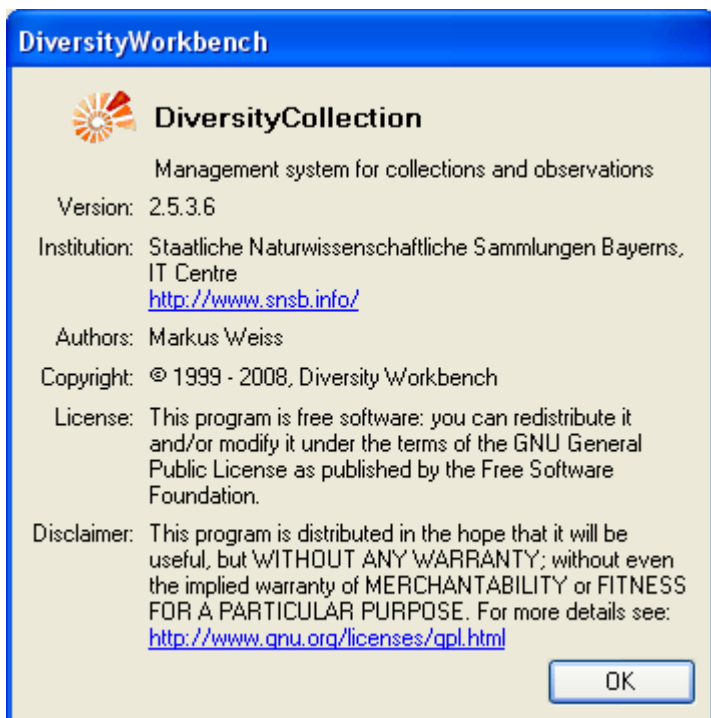 DiversityWorkbench
DiversityCollection
Management system for collections and observations
Version: 2.5.3.6
Institution: Staatliche Naturwissenschaftliche Sammlungen Bayerns,
IT Centre
http://www.snsb.info/
Authors: Markus Weiss
Copyright: © 1999 - 2008, Diversity Workbench
License: This program is free software: you can redistribute it
and/or modify it under the terms of the GNU General
Public License as published by the Free Software
Foundation.
Disclaimer: This program is distributed in the hope that it will be
useful, but WITHOUT ANY WARRANTY; without even
the implied warranty of MERCHANTABILITY or FITNESS
FOR A PARTICULAR PURPOSE. For more details see:
http://www.gnu.org/licenses/gpl.html
OK